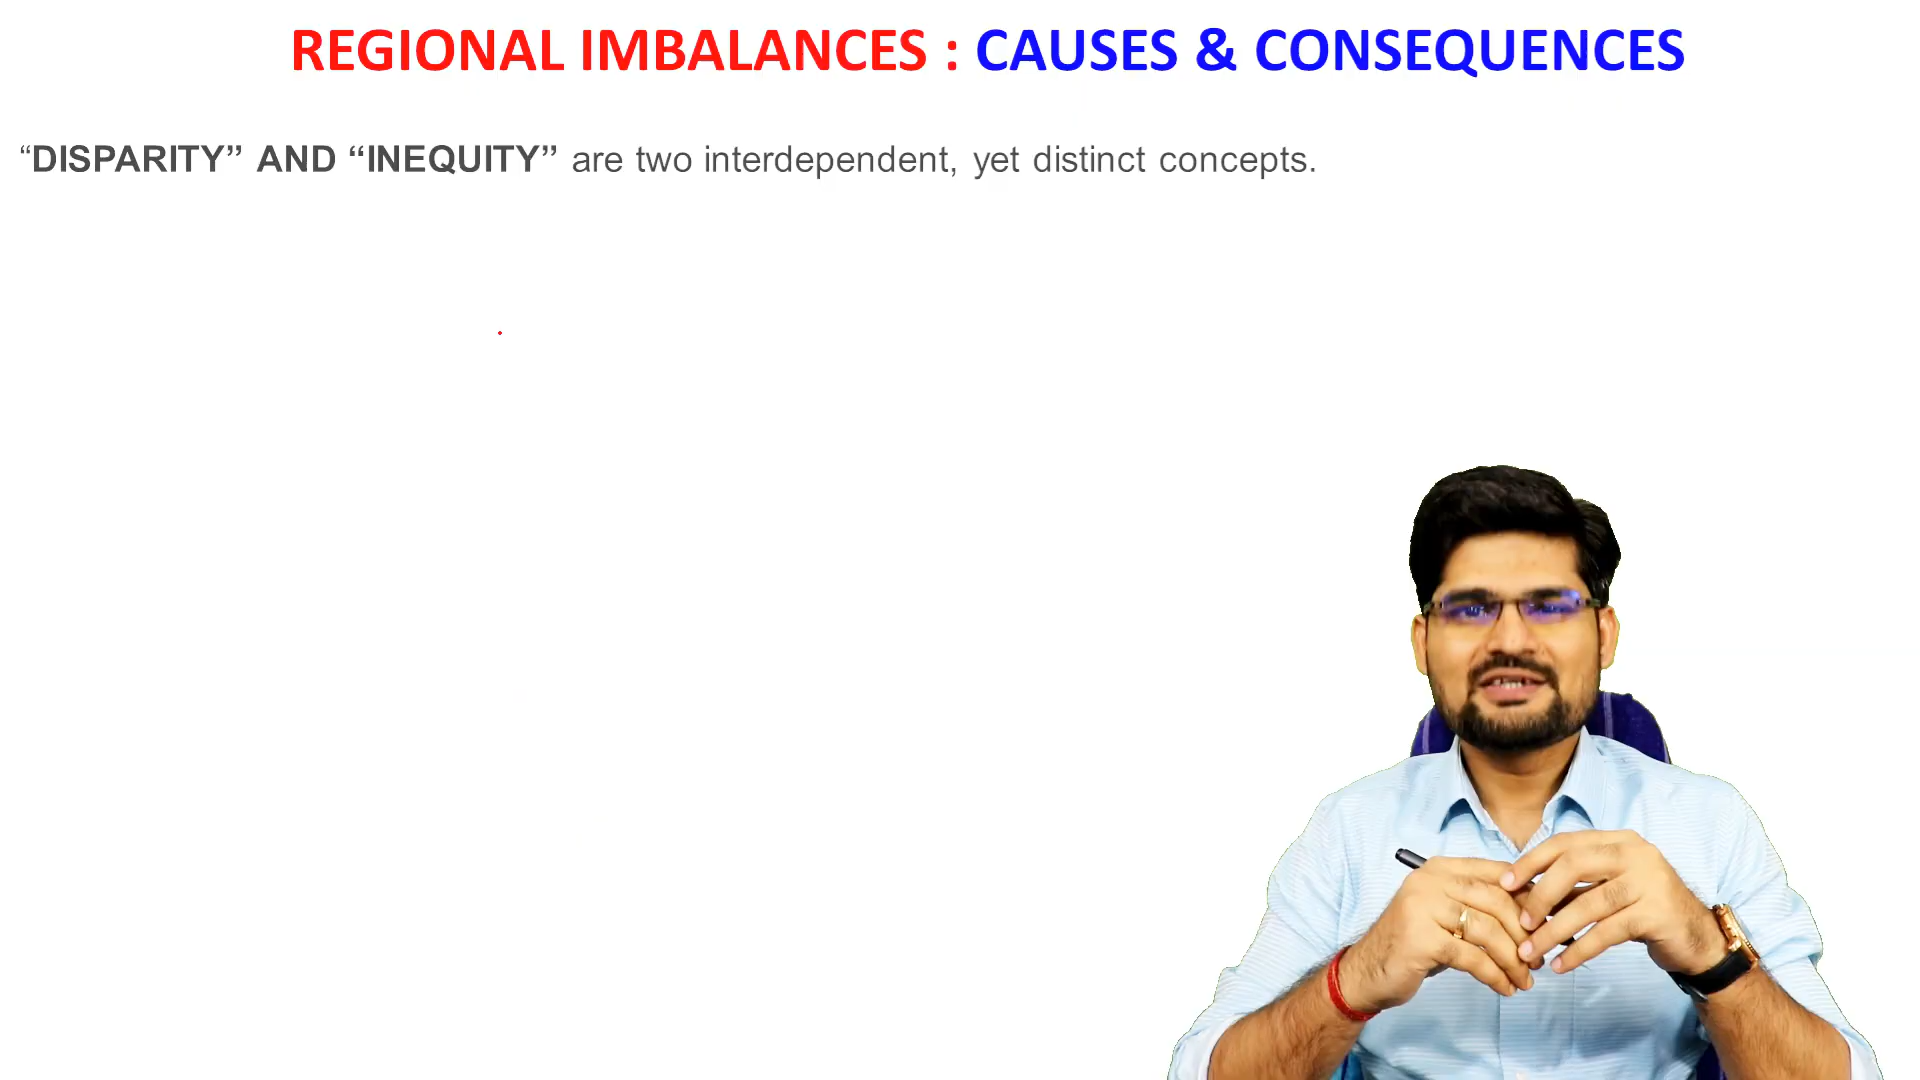 REGIONAL IMBALANCES : CAUSES & CONSEQUENCES
“DISPARITY” AND “INEQUITY” are two interdependent, yet distinct concepts.